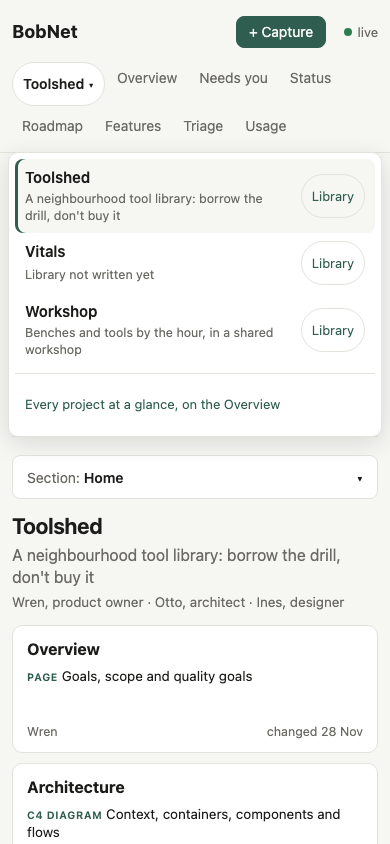 BobNet
+ Capture
live
Toolshed ▾
Overview
Needs you
Status
Roadmap
Features
Triage
Usage
Toolshed
A neighbourhood tool library: borrow the
drill, don't buy it
Library
Vitals
Library not written yet
Library
Workshop
Benches and tools by the hour, in a shared
workshop
Library
Every project at a glance, on the Overview
Section: Home ▾
Toolshed
A neighbourhood tool library: borrow the drill,
don't buy it
Wren, product owner · Otto, architect · Ines, designer
Overview
PAGE Goals, scope and quality goals
Wren
changed 28 Nov
Architecture
C4 DIAGRAM Context, containers, components and
flows